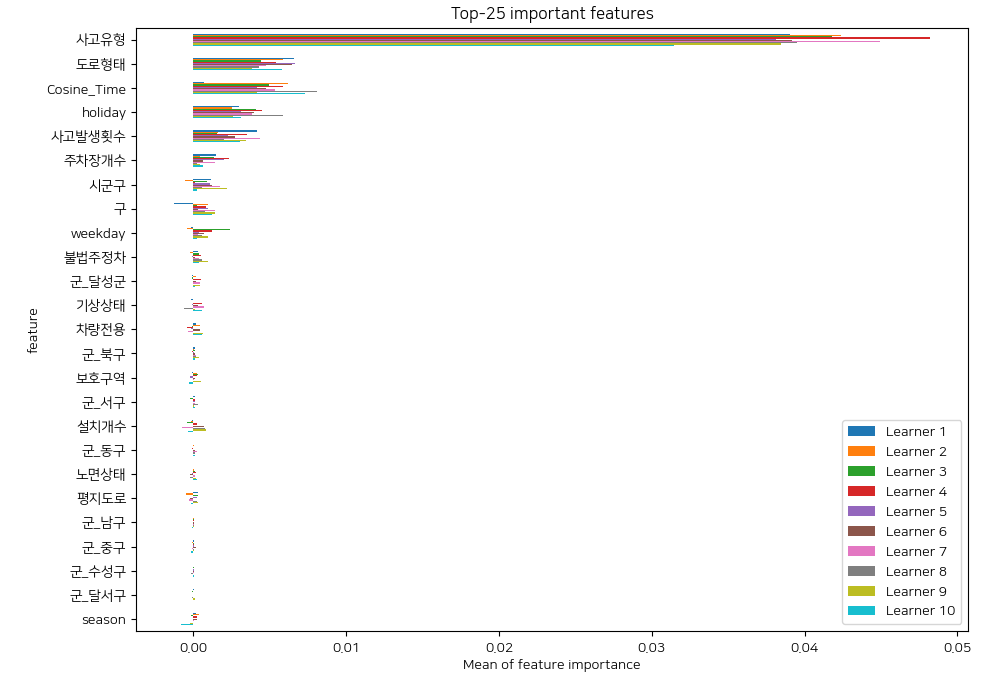 Top-25 important features
사고유형
도로형태
Cosine_Time
holiday
사고발생횟수
주차장개수
시군구
구
weekday
불법주정차
군_달성군
기상상태
차량전용
군_북구
보호구역
군_서구
설치개수
군_동구
노면상태
평지도로
군_남구
군_중구
군_수성구
군_달서구
season
feature
Learner 1
Learner 2
Learner 3
Learner 4
Learner 5
Learner 6
Learner 7
Learner 8
Learner 9
Learner 10
0.00 0.01 0.02 0.03 0.04 0.05
Mean of feature importance